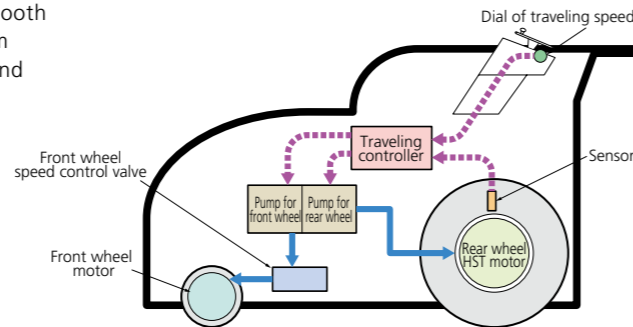 ooth
m
nd
Dial of traveling speed
Traveling
controller
Sensor
Front wheel
speed control valve
Pump for
front wheel
Pump for
rear wheel
Front wheel
motor
Rear wheel
HST motor